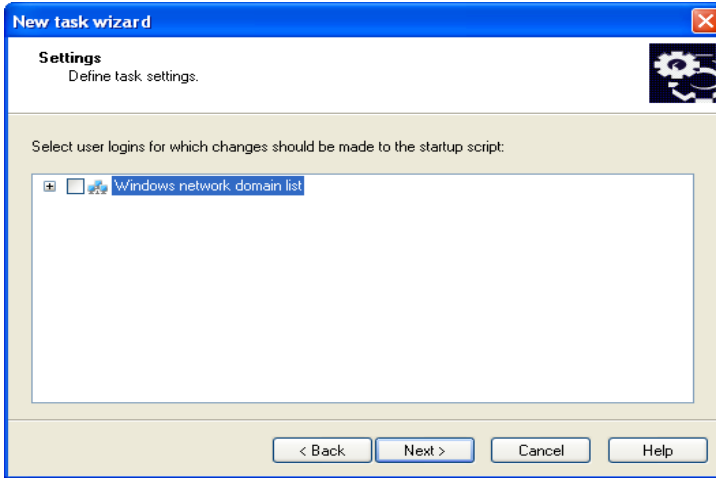 New task wizard
Settings
Define task settings.
Select user logins for which changes should be made to the startup script:
Windows network domain list
< Back Next > Cancel Help